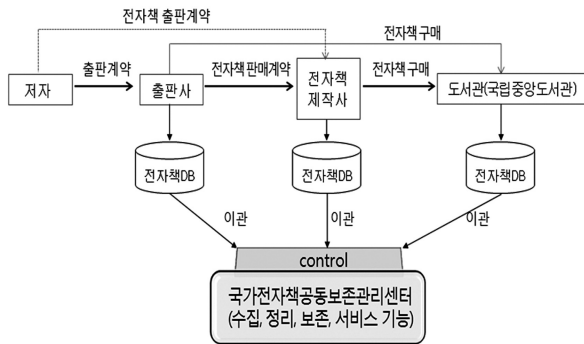 전자책 출판계약
전자책 구매
출판계약
전자책 판매계약
전자책 구매
저자
출판사
전자책
제작사
도서관(국립중앙도서관)
전자책DB
전자책DB
전자책DB
이관
이관
이관
control
국가전자책공동보존관리센터
(수집, 정리, 보존, 서비스 기능)